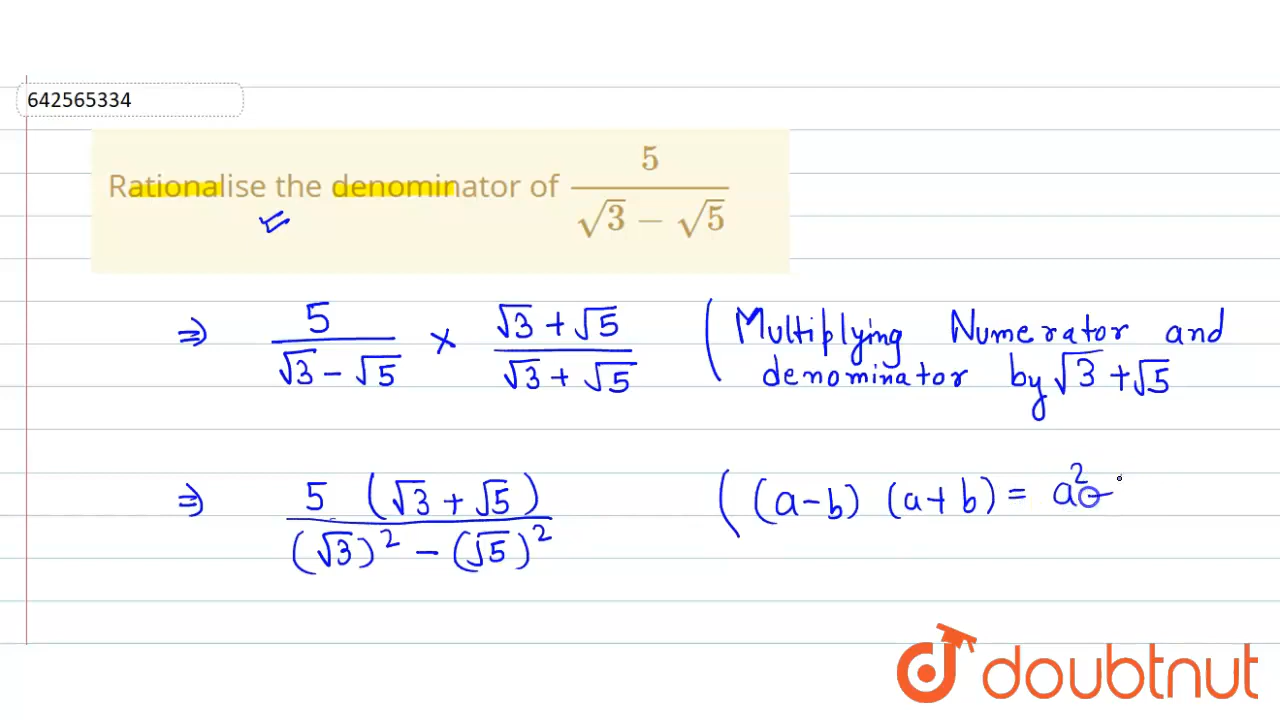 642565334
Rationalise the denominator of 5/(√3 − √5)
⇒ 5/(√3 − √5) × (√3 + √5)/(√3 + √5) (Multiplying Numerator and
denominator by √3 + √5
⇒ 5 (√3 + √5)/((√3)² − (√5)²) ((a − b) (a + b) = a² −
doubtnut